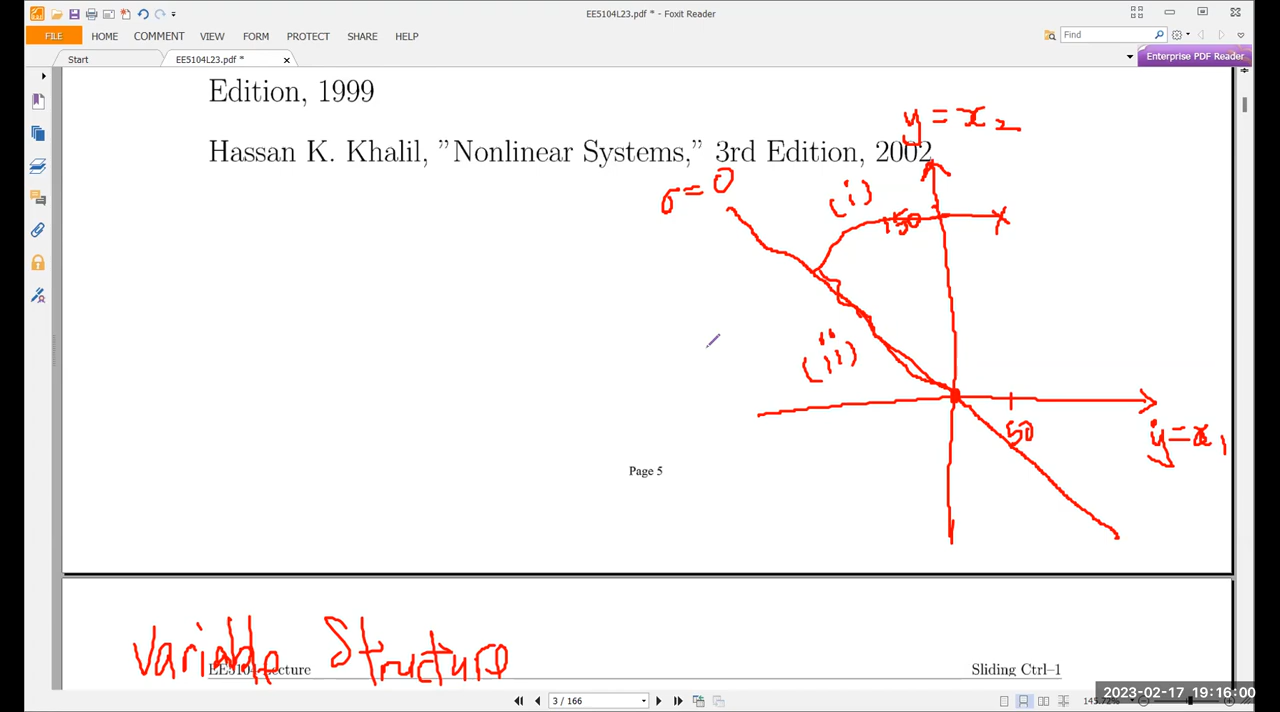 EE5104L23.pdf * - Foxit Reader
FILE HOME COMMENT VIEW FORM PROTECT SHARE HELP
Find
Start EE5104L23.pdf *
Enterprise PDF Reader
Edition, 1999
Hassan K. Khalil, "Nonlinear Systems," 3rd Edition, 2002
y = x2
σ = 0
(i)
150
(ii)
50
ẏ = x1
Page 5
Variable Structure
EE5104 Lecture
Sliding Ctrl–1
3 / 166
145.72%
2023-02-17 19:16:00